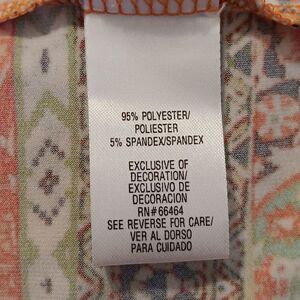 95% POLYESTER/
POLIESTER
5% SPANDEX/SPANDEX
EXCLUSIVE OF
DECORATION/
EXCLUSIVO DE
DECORACION
RN# 66464
SEE REVERSE FOR CARE/
VER AL DORSO
PARA CUIDADO